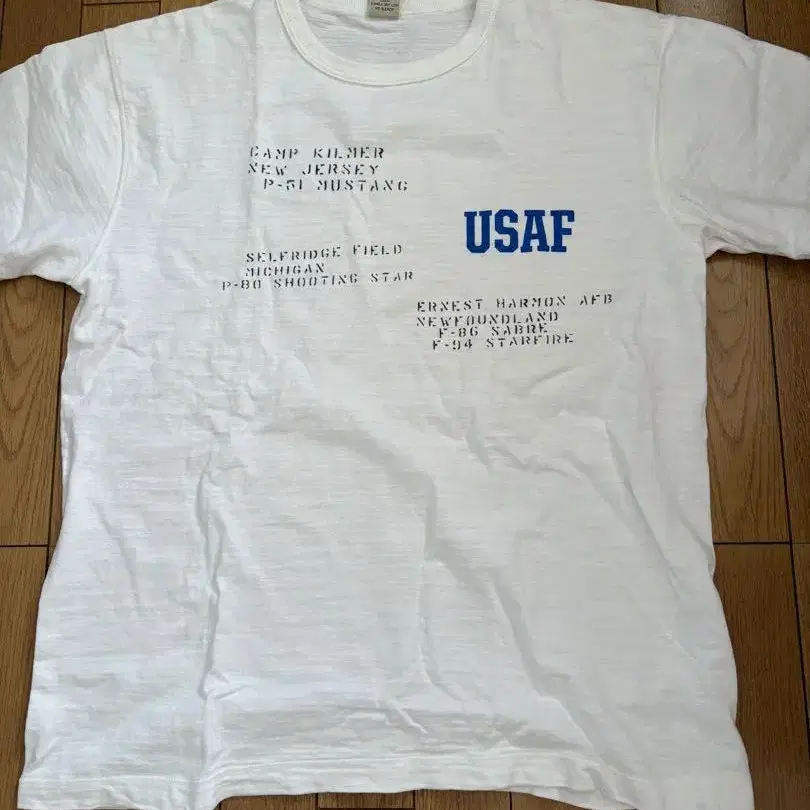 CAMP KILMER
NEW JERSEY
P-51 MUSTANG
USAF
SELFRIDGE FIELD
MICHIGAN
P-80 SHOOTING STAR
ERNEST HARMON AFB
NEWFOUNDLAND
F-86 SABRE
F-94 STARFIRE